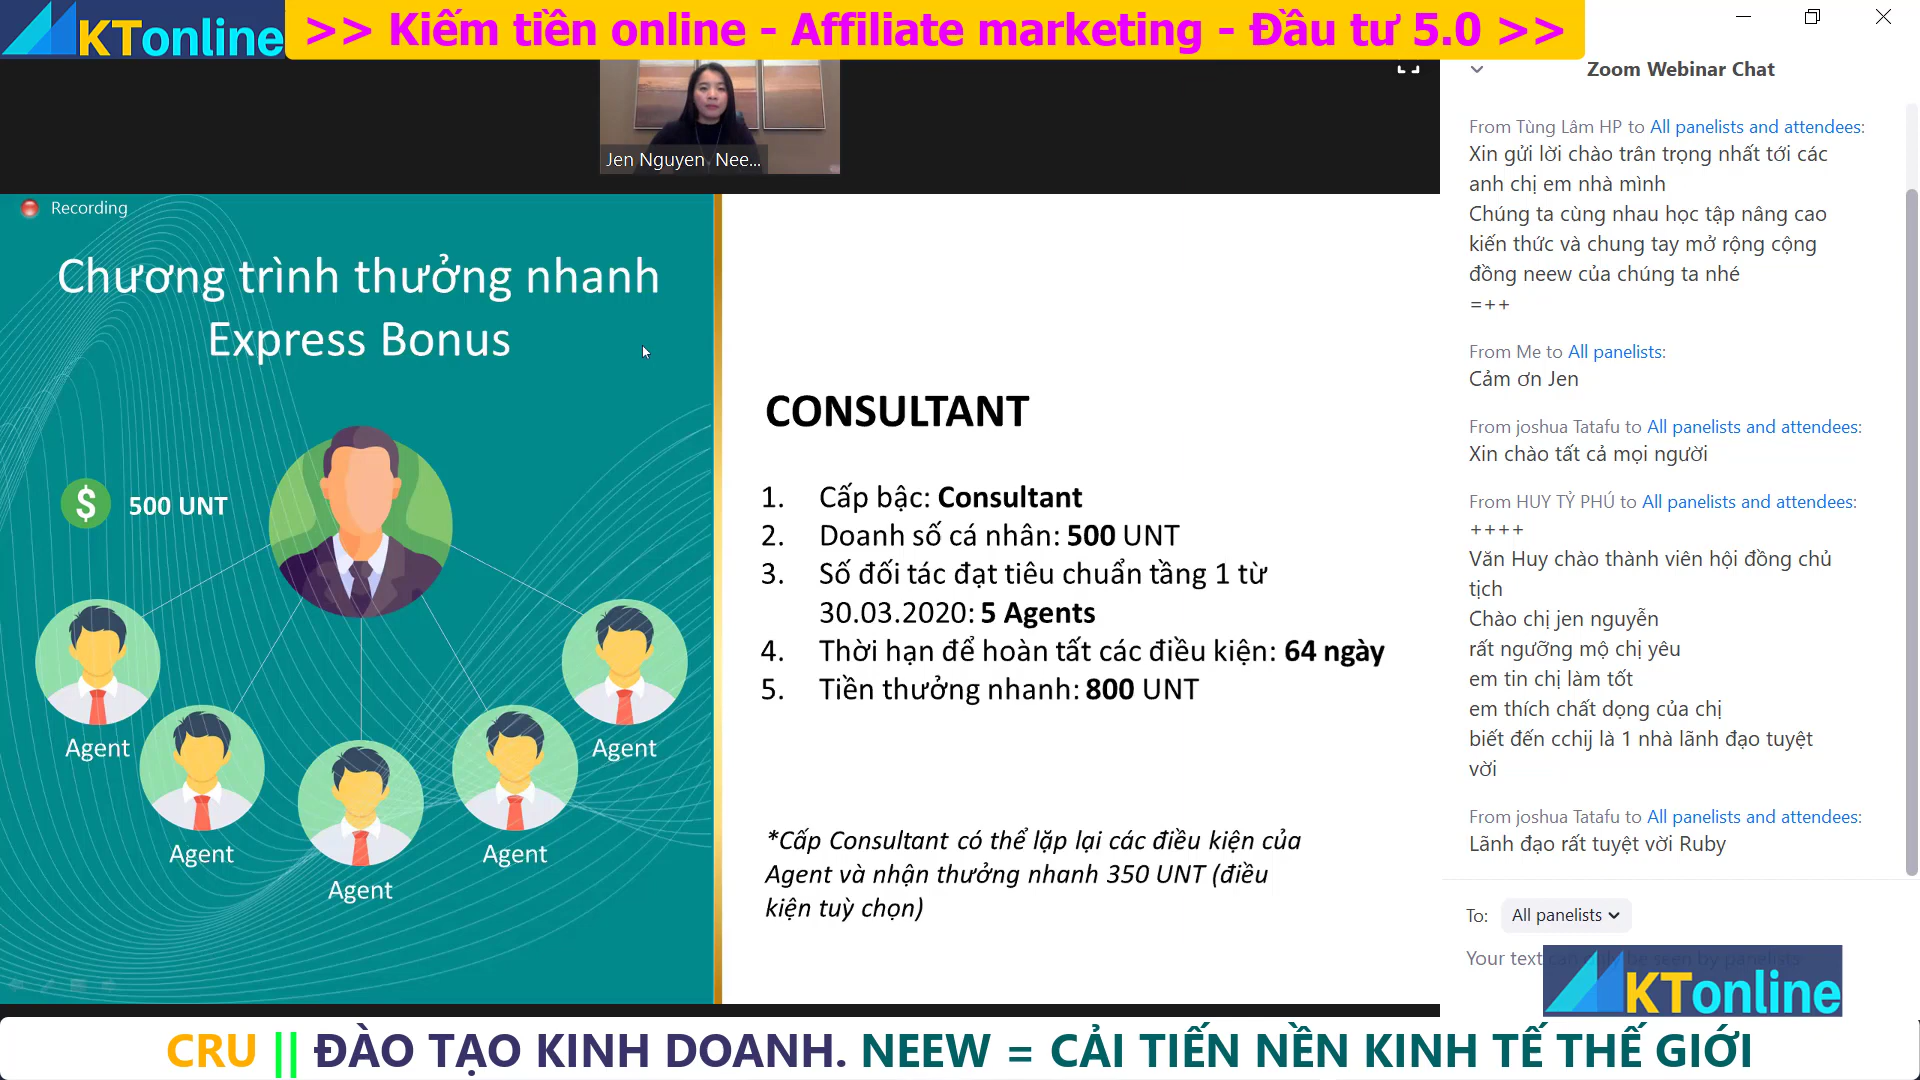 KTonline
>> Kiếm tiền online - Affiliate marketing - Đầu tư 5.0 >>
Jen Nguyen Nee...
Recording
Chương trình thưởng nhanh
Express Bonus
500 UNT
Agent
Agent
Agent
Agent
Agent
CONSULTANT
1. Cấp bậc: Consultant
2. Doanh số cá nhân: 500 UNT
3. Số đối tác đạt tiêu chuẩn tầng 1 từ
30.03.2020: 5 Agents
4. Thời hạn để hoàn tất các điều kiện: 64 ngày
5. Tiền thưởng nhanh: 800 UNT
*Cấp Consultant có thể lặp lại các điều kiện của
Agent và nhận thưởng nhanh 350 UNT (điều
kiện tuỳ chọn)
Zoom Webinar Chat
From Tùng Lâm HP to All panelists and attendees:
Xin gửi lời chào trân trọng nhất tới các
anh chị em nhà mình
Chúng ta cùng nhau học tập nâng cao
kiến thức và chung tay mở rộng cộng
đồng neew của chúng ta nhé
=++
From Me to All panelists:
Cảm ơn Jen
From joshua Tatafu to All panelists and attendees:
Xin chào tất cả mọi người
From HUY TỶ PHÚ to All panelists and attendees:
++++
Văn Huy chào thành viên hội đồng chủ
tịch
Chào chị jen nguyễn
rất ngưỡng mộ chị yêu
em tin chị làm tốt
em thích chất dọng của chị
biết đến cchij là 1 nhà lãnh đạo tuyệt
vời
From joshua Tatafu to All panelists and attendees:
Lãnh đạo rất tuyệt vời Ruby
To: All panelists
Your text can only be seen by panelists
KTonline
CRU || ĐÀO TẠO KINH DOANH. NEEW = CẢI TIẾN NỀN KINH TẾ THẾ GIỚI